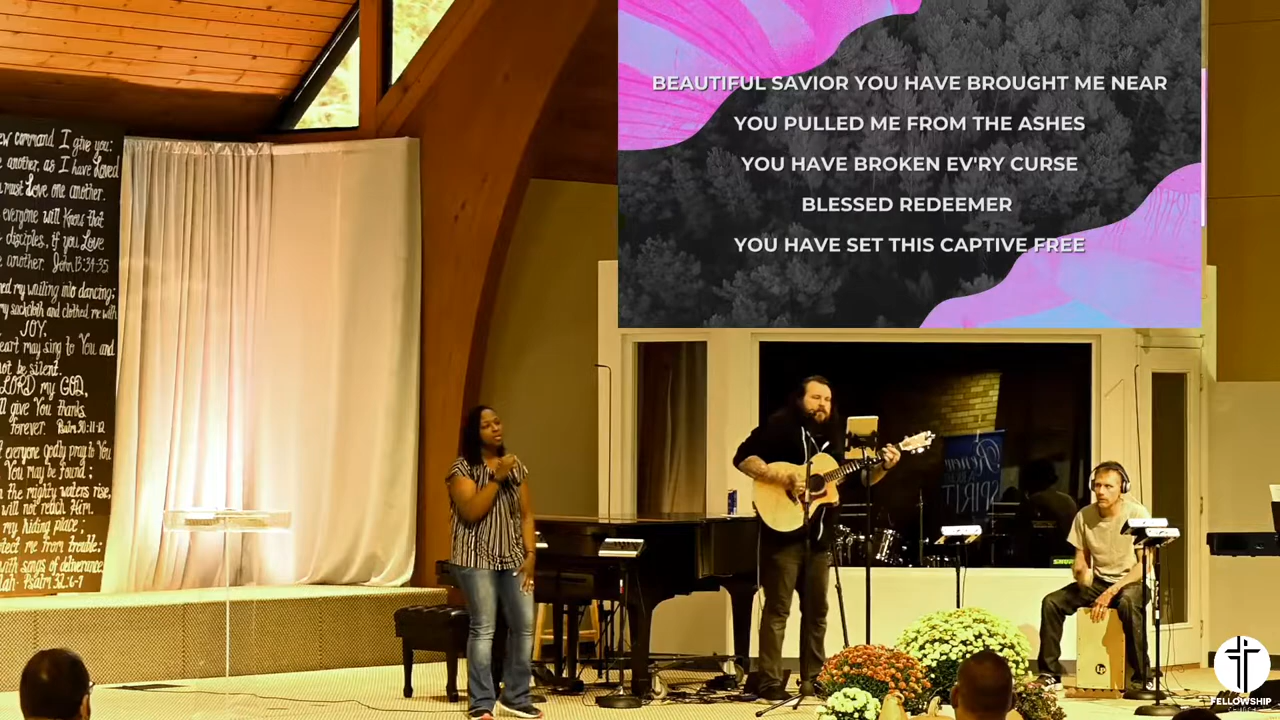 BEAUTIFUL SAVIOR YOU HAVE BROUGHT ME NEAR
YOU PULLED ME FROM THE ASHES
YOU HAVE BROKEN EV'RY CURSE
BLESSED REDEEMER
YOU HAVE SET THIS CAPTIVE FREE
command I give you:
another, as I have Loved
must Love one another.
everyone will know that
disciples, if you Love
another. John 13:34-35
my wailing into dancing;
my sackcloth and clothed me with
JOY.
may sing to You and
not be silent.
LORD my GOD,
give You thanks
forever. Psalm 30:11-12
everyone godly pray to You
You may be found;
the mighty waters rise,
will not reach Him.
my hiding place;
me from trouble;
with songs of deliverance
Psalm 32:6-7
Renew
SPIRIT
FELLOWSHIP
CHURCH